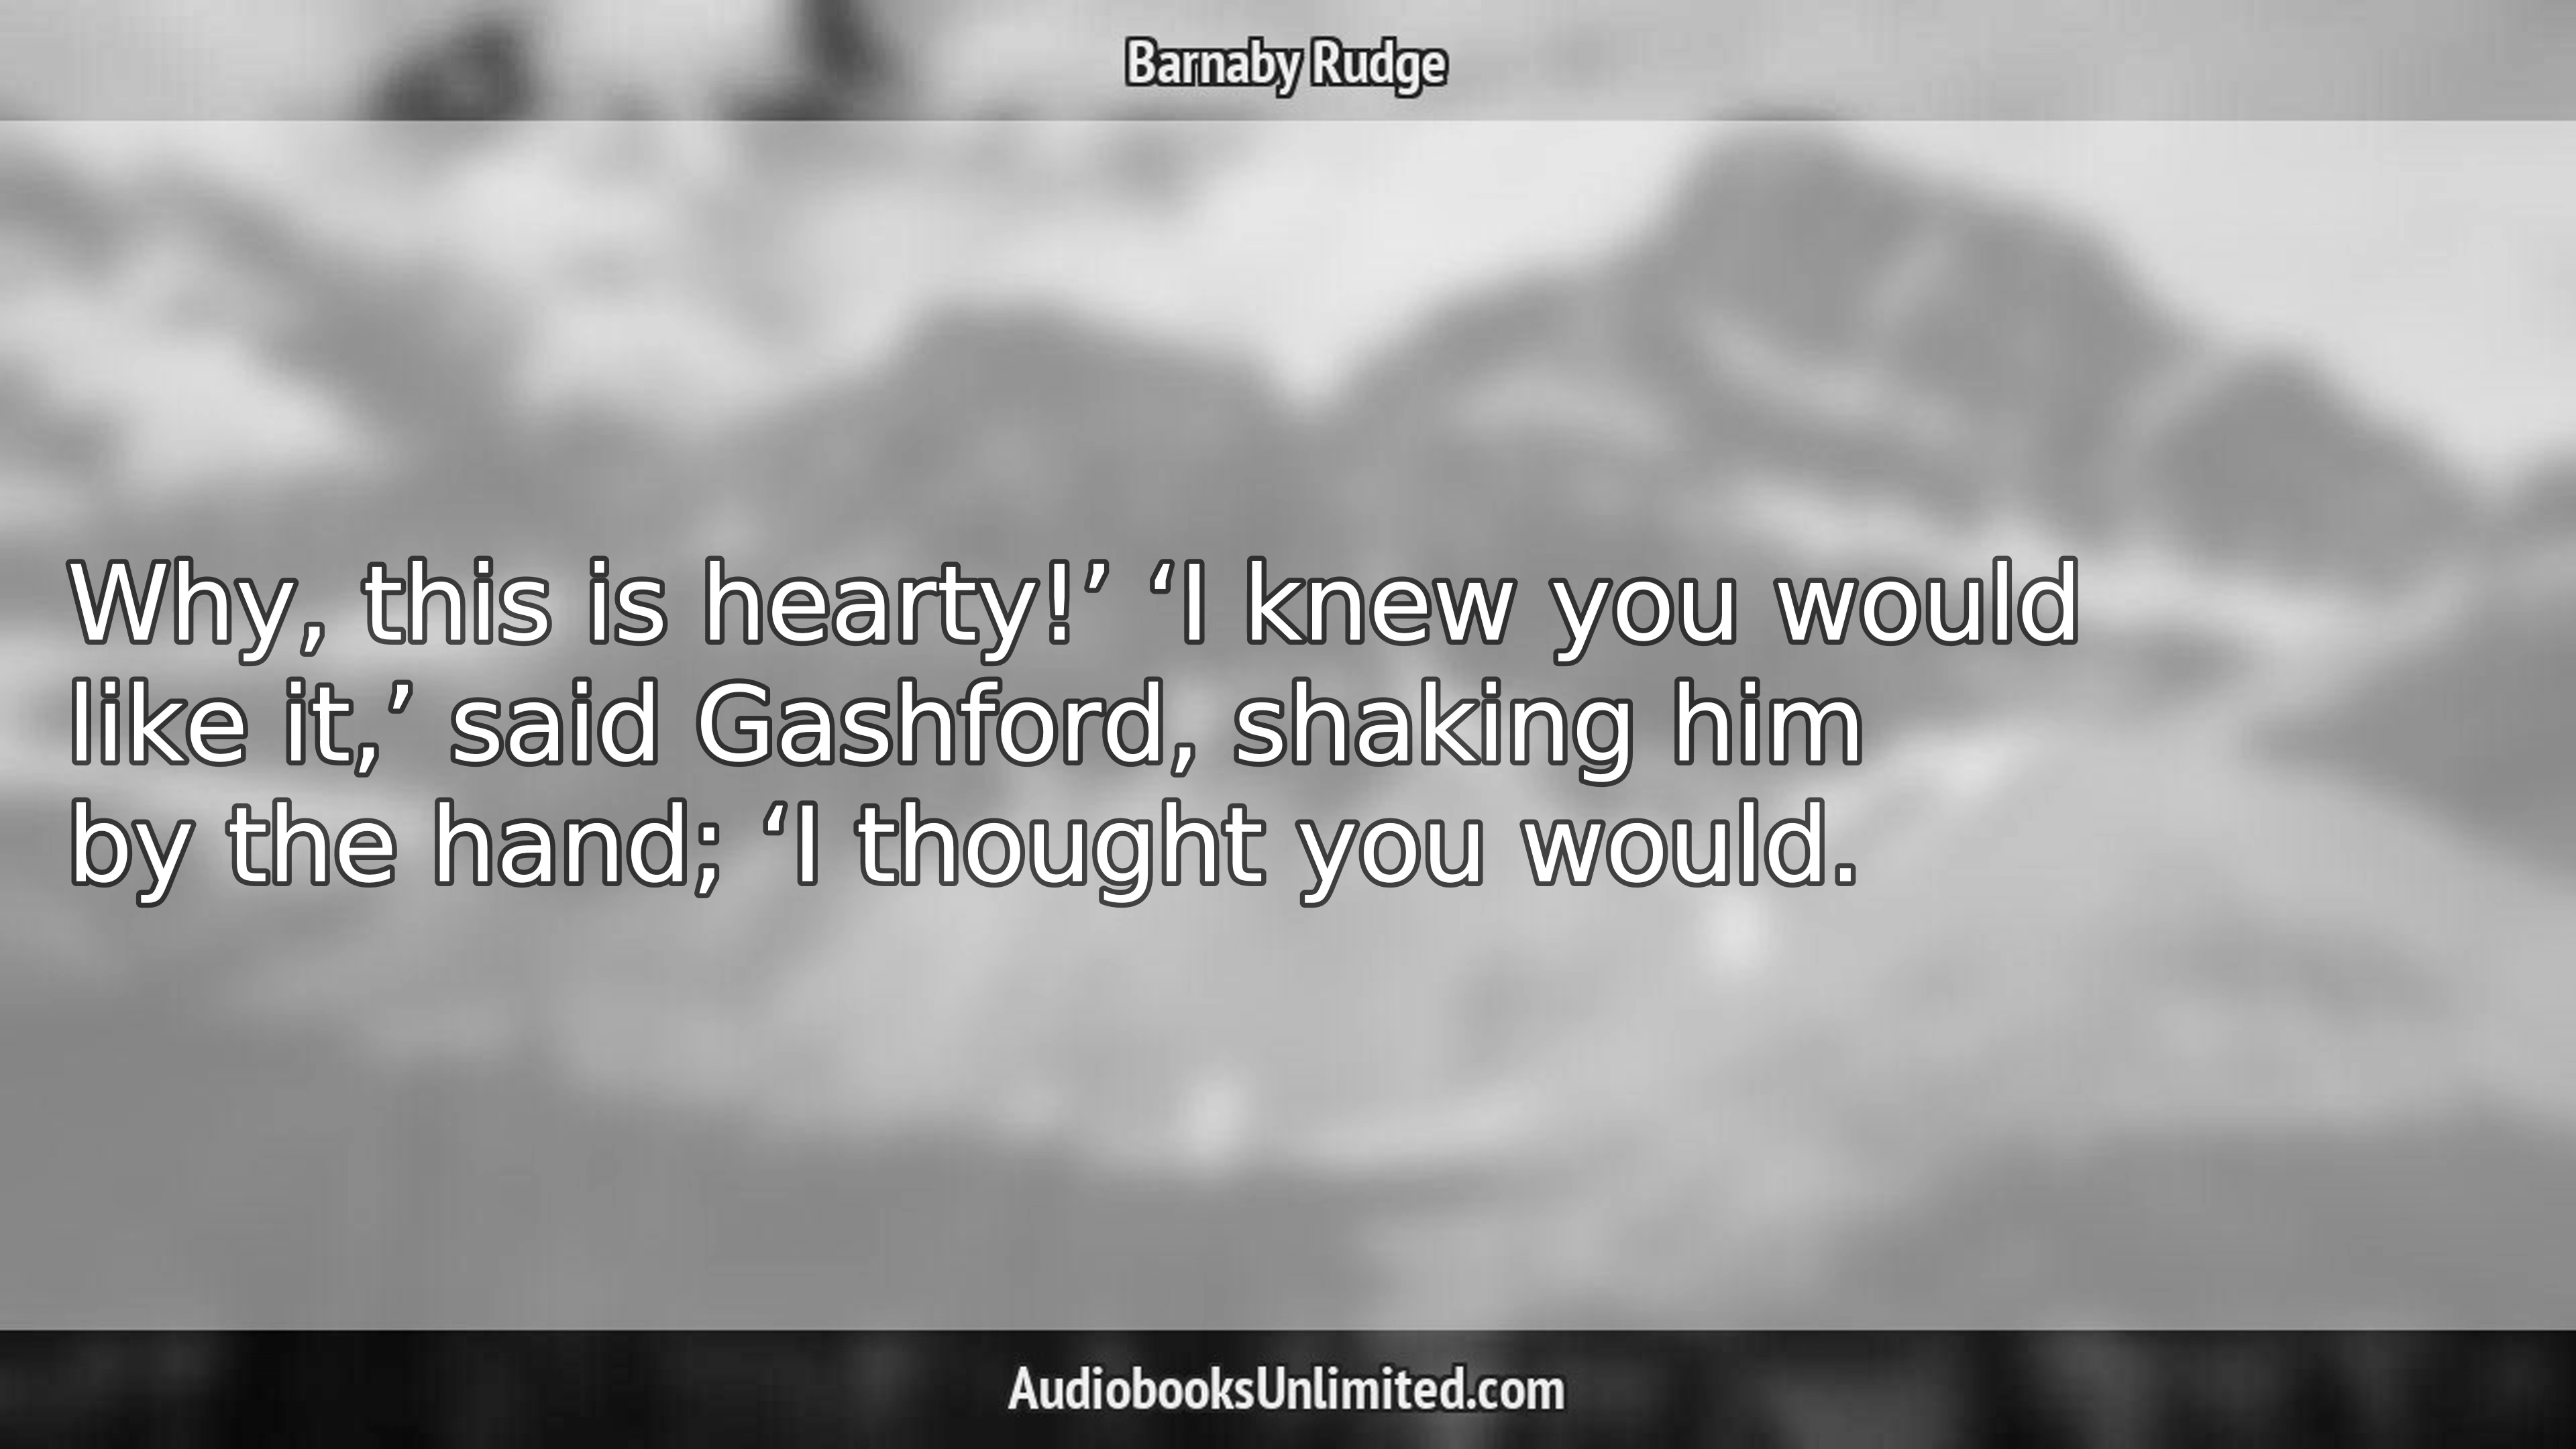 Barnaby Rudge
Why, this is hearty!’ ‘I knew you would
like it,’ said Gashford, shaking him
by the hand; ‘I thought you would.
AudiobooksUnlimited.com